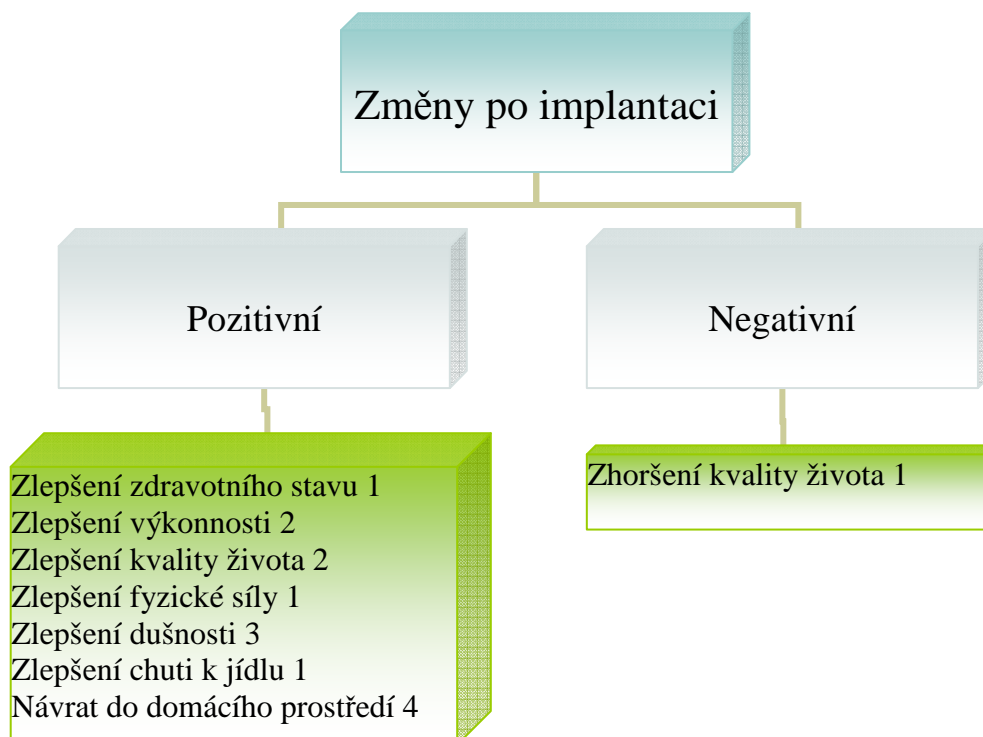 Změny po implantaci
Pozitivní
Negativní
Zlepšení zdravotního stavu 1
Zlepšení výkonnosti 2
Zlepšení kvality života 2
Zlepšení fyzické síly 1
Zlepšení dušnosti 3
Zlepšení chuti k jídlu 1
Návrat do domácího prostředí 4
Zhoršení kvality života 1